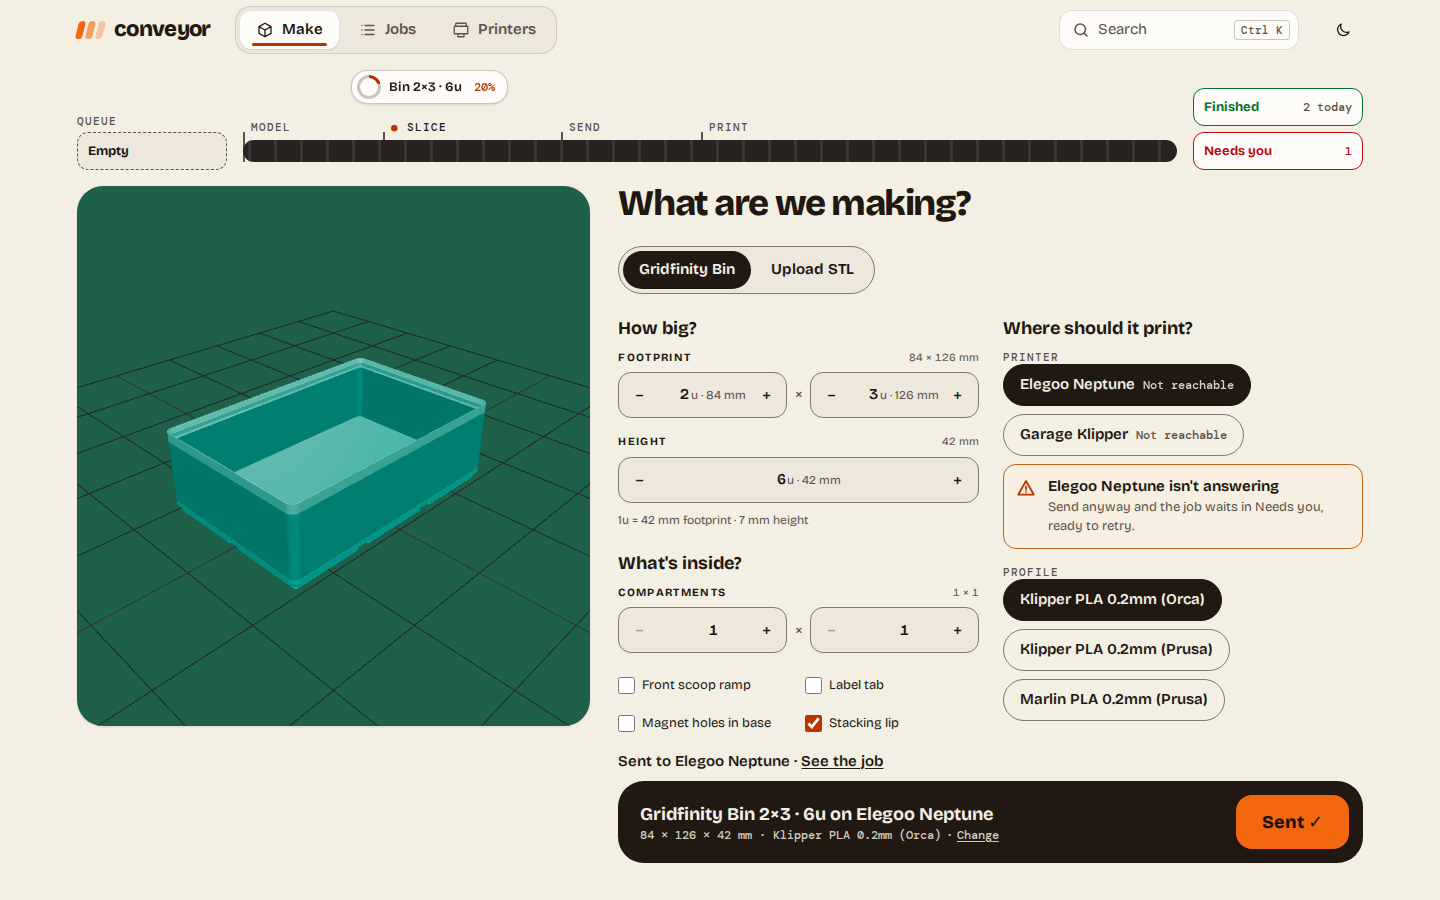 conveyor
Make
Jobs
Printers
Search
Ctrl K
Bin 2×3 · 6u 20%
QUEUE
Empty
MODEL
SLICE
SEND
PRINT
Finished 2 today
Needs you 1
What are we making?
Gridfinity Bin
Upload STL
How big?
FOOTPRINT 84 × 126 mm
− 2 u · 84 mm + × − 3 u · 126 mm +
HEIGHT 42 mm
− 6 u · 42 mm +
1u = 42 mm footprint · 7 mm height
What's inside?
COMPARTMENTS 1 × 1
− 1 + × − 1 +
Front scoop ramp
Label tab
Magnet holes in base
Stacking lip
Where should it print?
PRINTER
Elegoo Neptune Not reachable
Garage Klipper Not reachable
Elegoo Neptune isn't answering
Send anyway and the job waits in Needs you,
ready to retry.
PROFILE
Klipper PLA 0.2mm (Orca)
Klipper PLA 0.2mm (Prusa)
Marlin PLA 0.2mm (Prusa)
Sent to Elegoo Neptune · See the job
Gridfinity Bin 2×3 · 6u on Elegoo Neptune
84 × 126 × 42 mm · Klipper PLA 0.2mm (Orca) · Change
Sent ✓